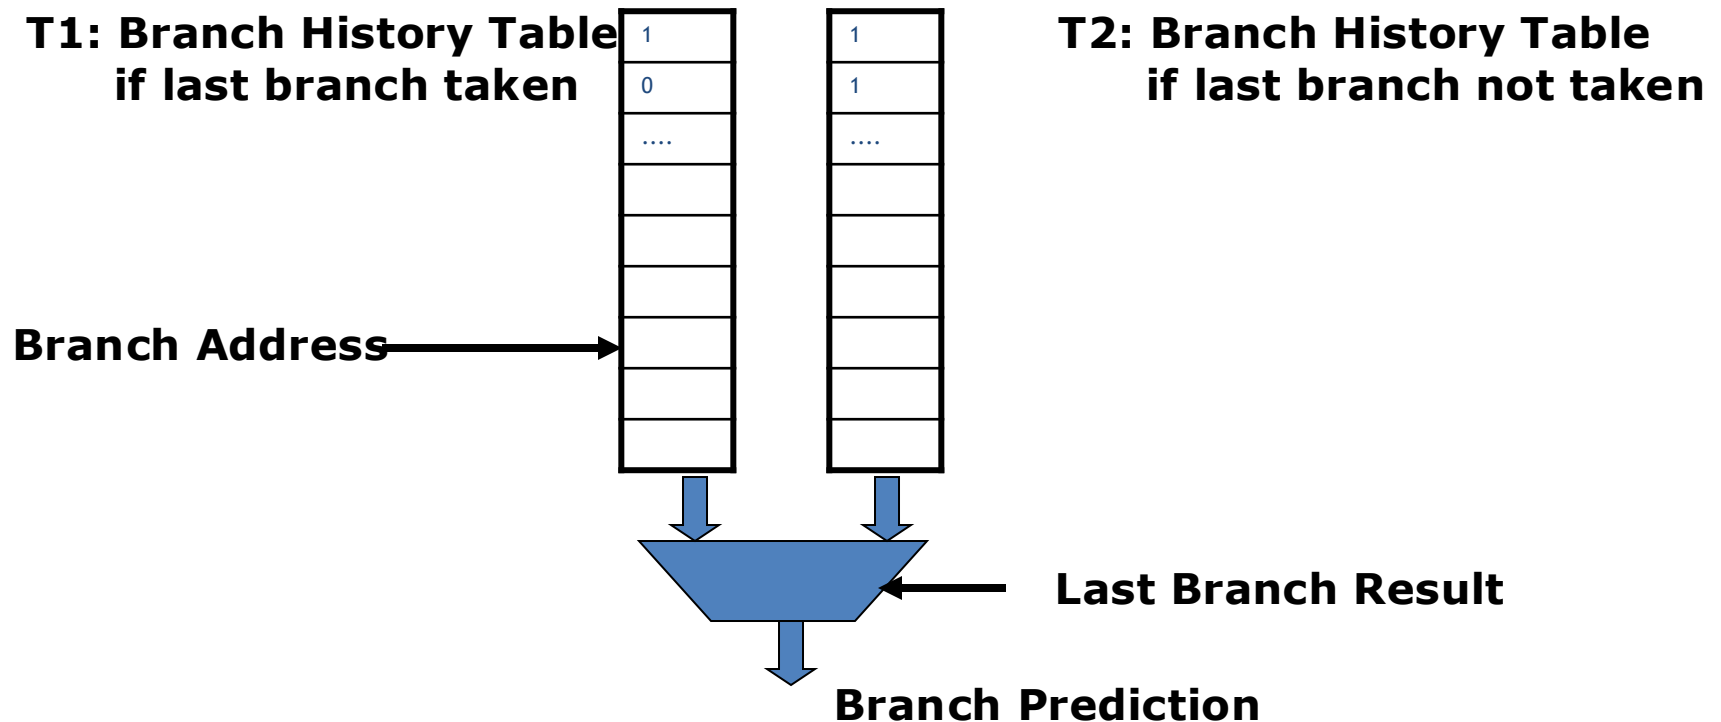 T1: Branch History Table
if last branch taken
1
0
....
1
1
....
T2: Branch History Table
if last branch not taken
Branch Address
Last Branch Result
Branch Prediction